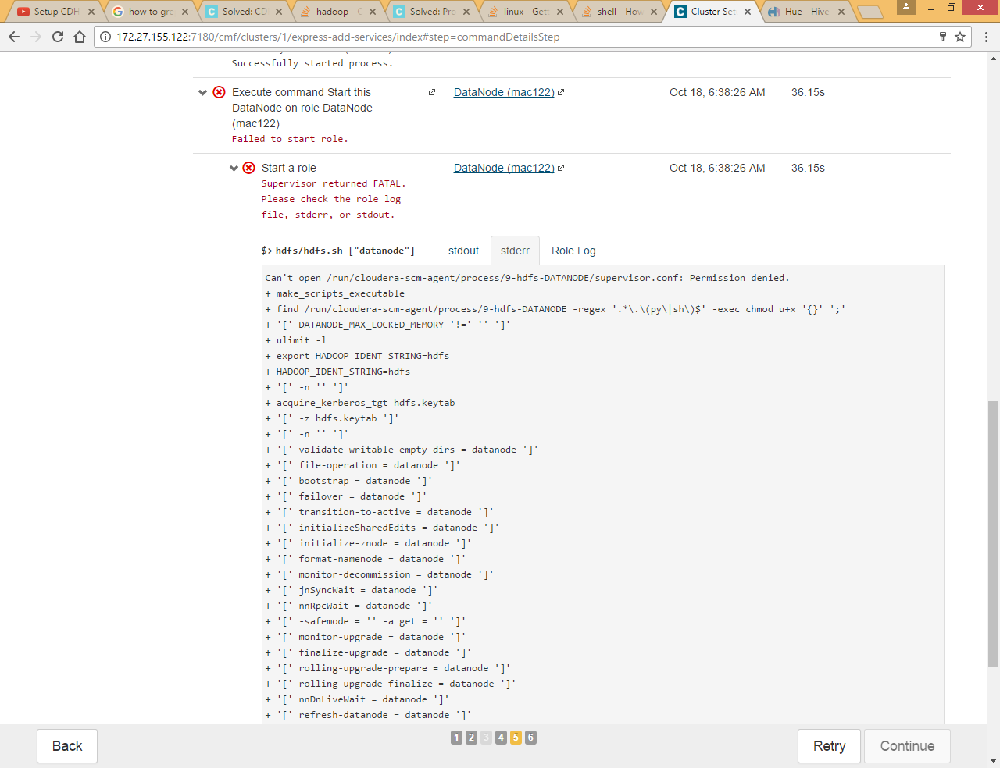 Setup CDH
how to gre
Solved: CD
hadoop - C
Solved: Pro
linux - Gett
shell - How
Cluster Set
Hue - Hive
172.27.155.122:7180/cmf/clusters/1/express-add-services/index#step=commandDetailsStep
Successfully started process.
Execute command Start this DataNode (mac122) Oct 18, 6:38:26 AM 36.15s
DataNode on role DataNode
(mac122)
Failed to start role.
Start a role DataNode (mac122) Oct 18, 6:38:26 AM 36.15s
Supervisor returned FATAL.
Please check the role log
file, stderr, or stdout.
$> hdfs/hdfs.sh ["datanode"] stdout stderr Role Log
Can't open /run/cloudera-scm-agent/process/9-hdfs-DATANODE/supervisor.conf: Permission denied.
+ make_scripts_executable
+ find /run/cloudera-scm-agent/process/9-hdfs-DATANODE -regex '.*\.\(py\|sh\)$' -exec chmod u+x '{}' ';'
+ '[' DATANODE_MAX_LOCKED_MEMORY '!=' '' ']'
+ ulimit -l
+ export HADOOP_IDENT_STRING=hdfs
+ HADOOP_IDENT_STRING=hdfs
+ '[' -n '' ']'
+ acquire_kerberos_tgt hdfs.keytab
+ '[' -z hdfs.keytab ']'
+ '[' -n '' ']'
+ '[' validate-writable-empty-dirs = datanode ']'
+ '[' file-operation = datanode ']'
+ '[' bootstrap = datanode ']'
+ '[' failover = datanode ']'
+ '[' transition-to-active = datanode ']'
+ '[' initializeSharedEdits = datanode ']'
+ '[' initialize-znode = datanode ']'
+ '[' format-namenode = datanode ']'
+ '[' monitor-decommission = datanode ']'
+ '[' jnSyncWait = datanode ']'
+ '[' nnRpcWait = datanode ']'
+ '[' -safemode = '' -a get = '' ']'
+ '[' monitor-upgrade = datanode ']'
+ '[' finalize-upgrade = datanode ']'
+ '[' rolling-upgrade-prepare = datanode ']'
+ '[' rolling-upgrade-finalize = datanode ']'
+ '[' nnDnLiveWait = datanode ']'
+ '[' refresh-datanode = datanode ']'
Back 1 2 3 4 5 6 Retry Continue